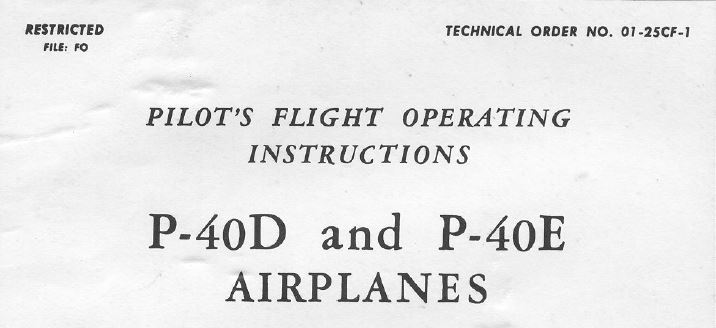 RESTRICTED
FILE: FO
TECHNICAL ORDER NO. 01-25CF-1
PILOT'S FLIGHT OPERATING
INSTRUCTIONS
P-40D and P-40E
AIRPLANES